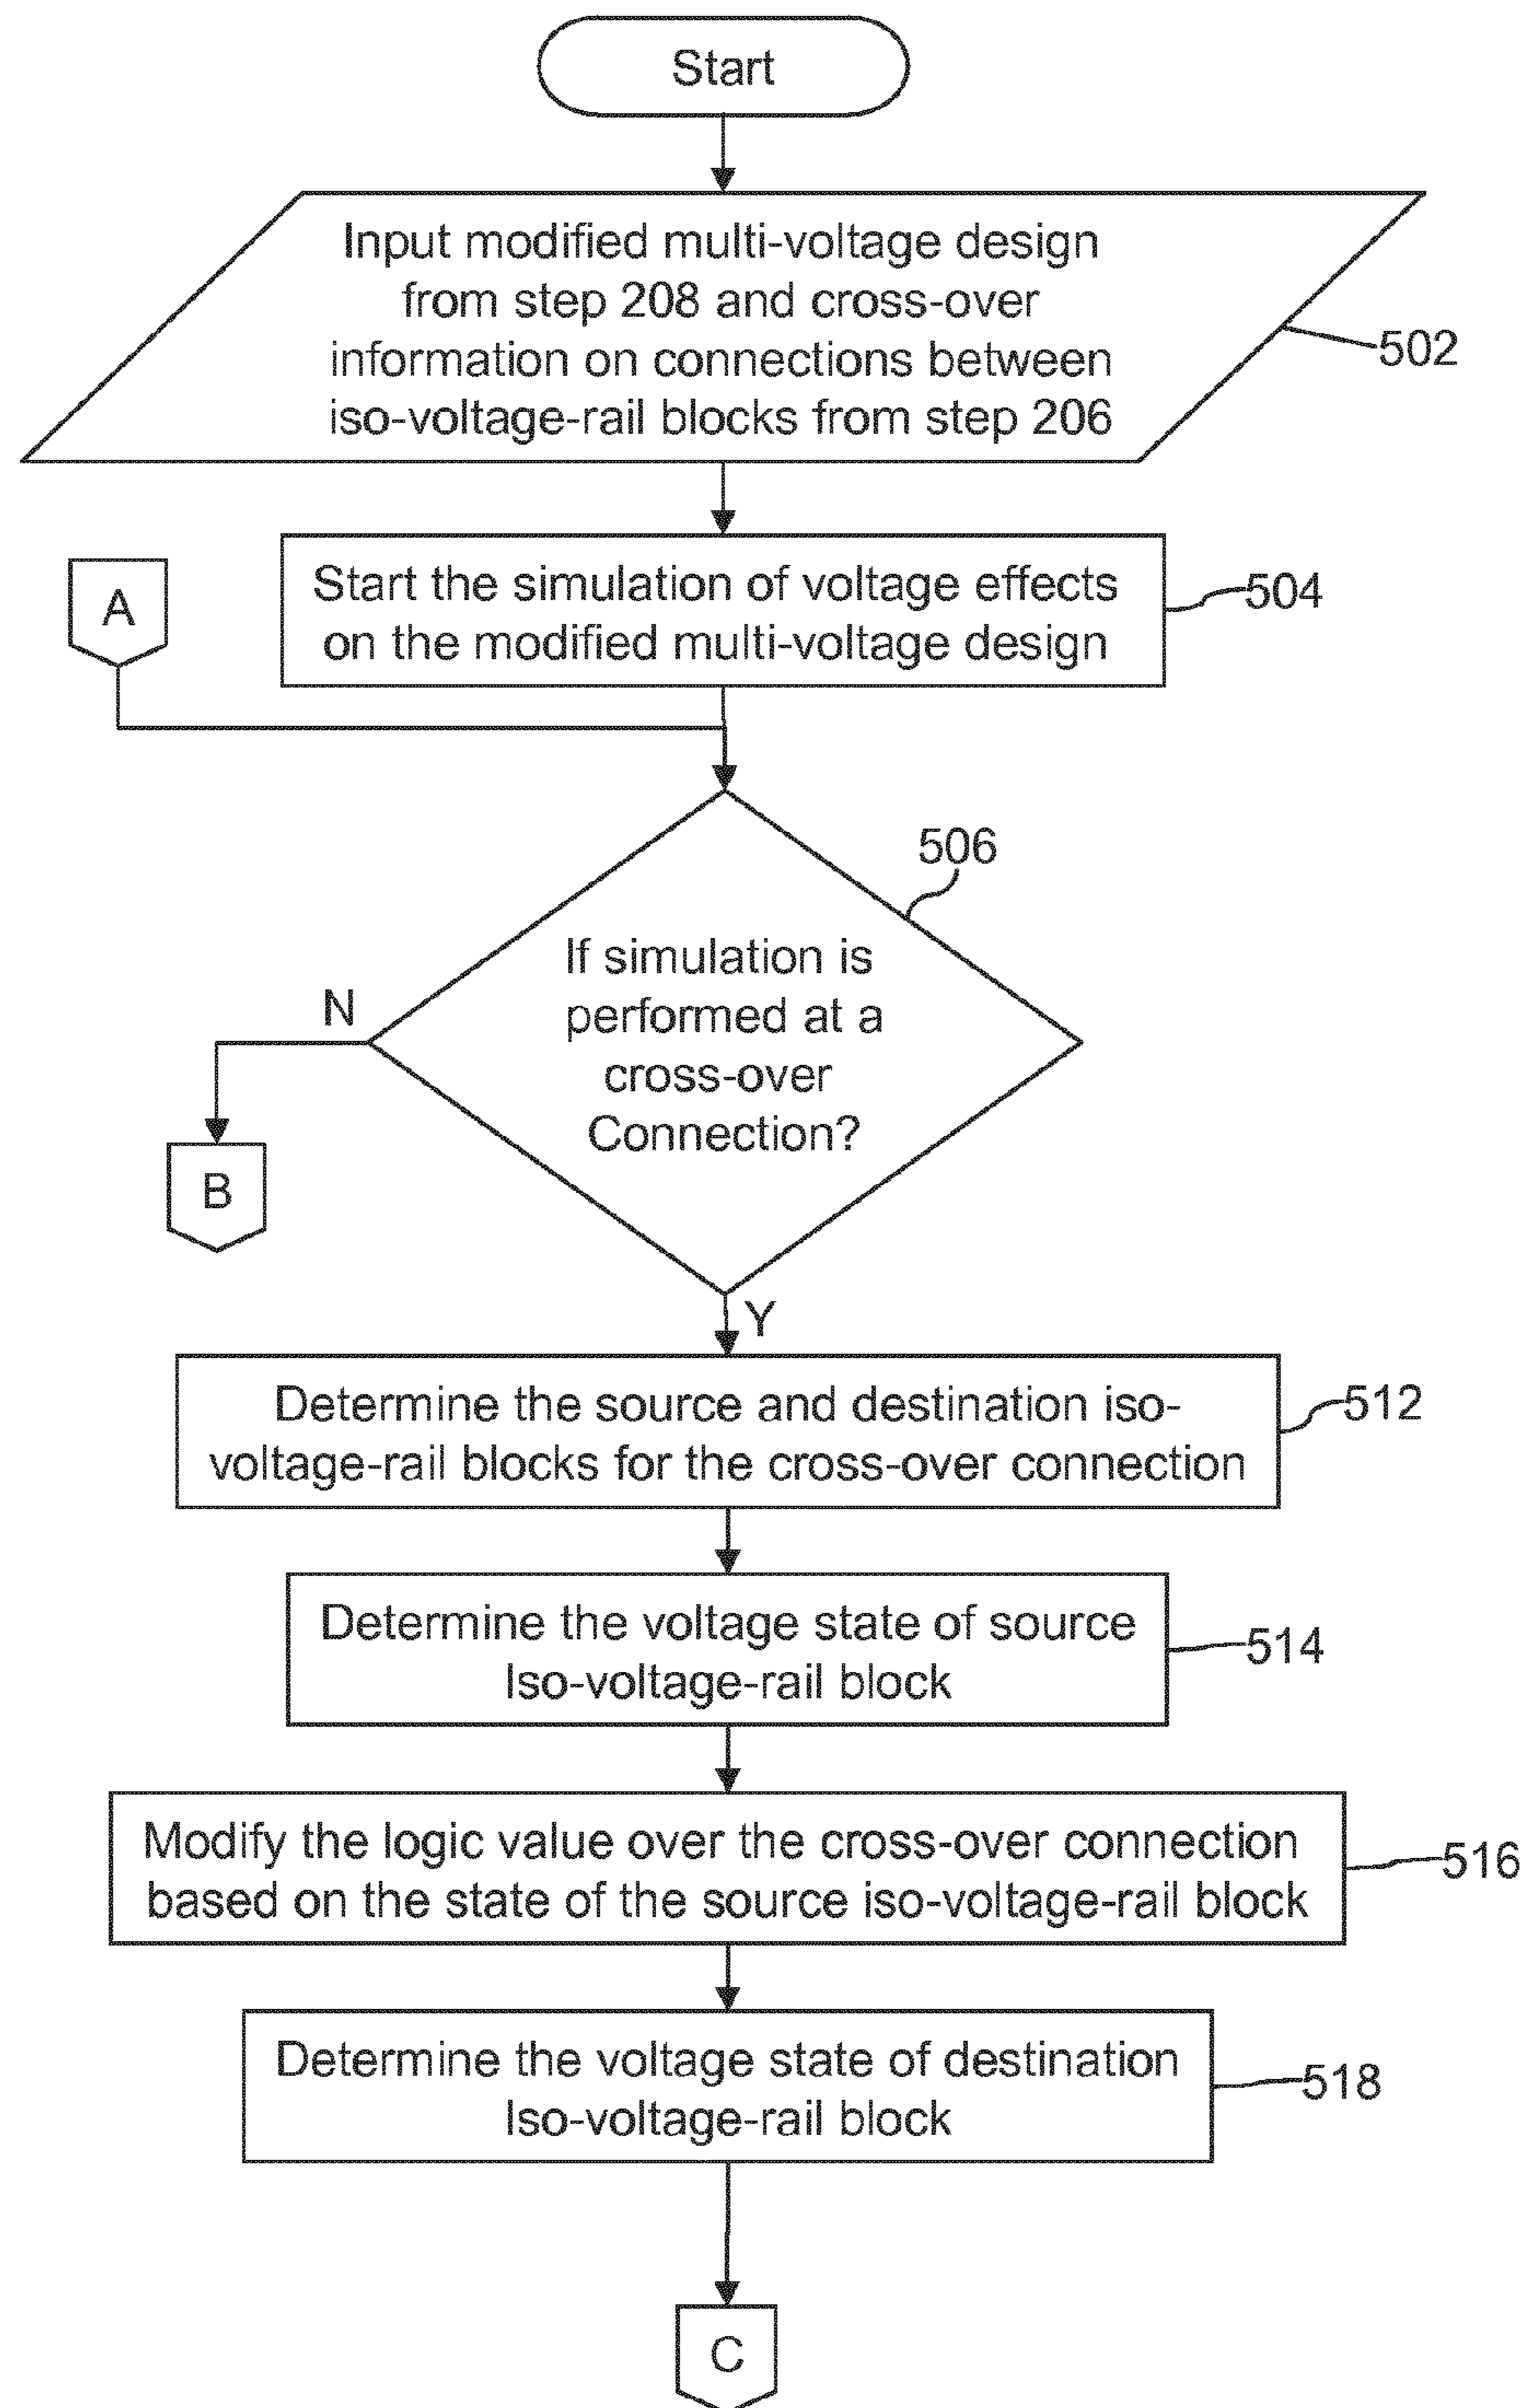 Start
Input modified multi-voltage design
from step 208 and cross-over
information on connections between
iso-voltage-rail blocks from step 206
502
A
Start the simulation of voltage effects
on the modified multi-voltage design
504
506
If simulation is
performed at a
cross-over
Connection?
N
B
Y
Determine the source and destination iso-
voltage-rail blocks for the cross-over connection
512
Determine the voltage state of source
Iso-voltage-rail block
514
Modify the logic value over the cross-over connection
based on the state of the source iso-voltage-rail block
516
Determine the voltage state of destination
Iso-voltage-rail block
518
C